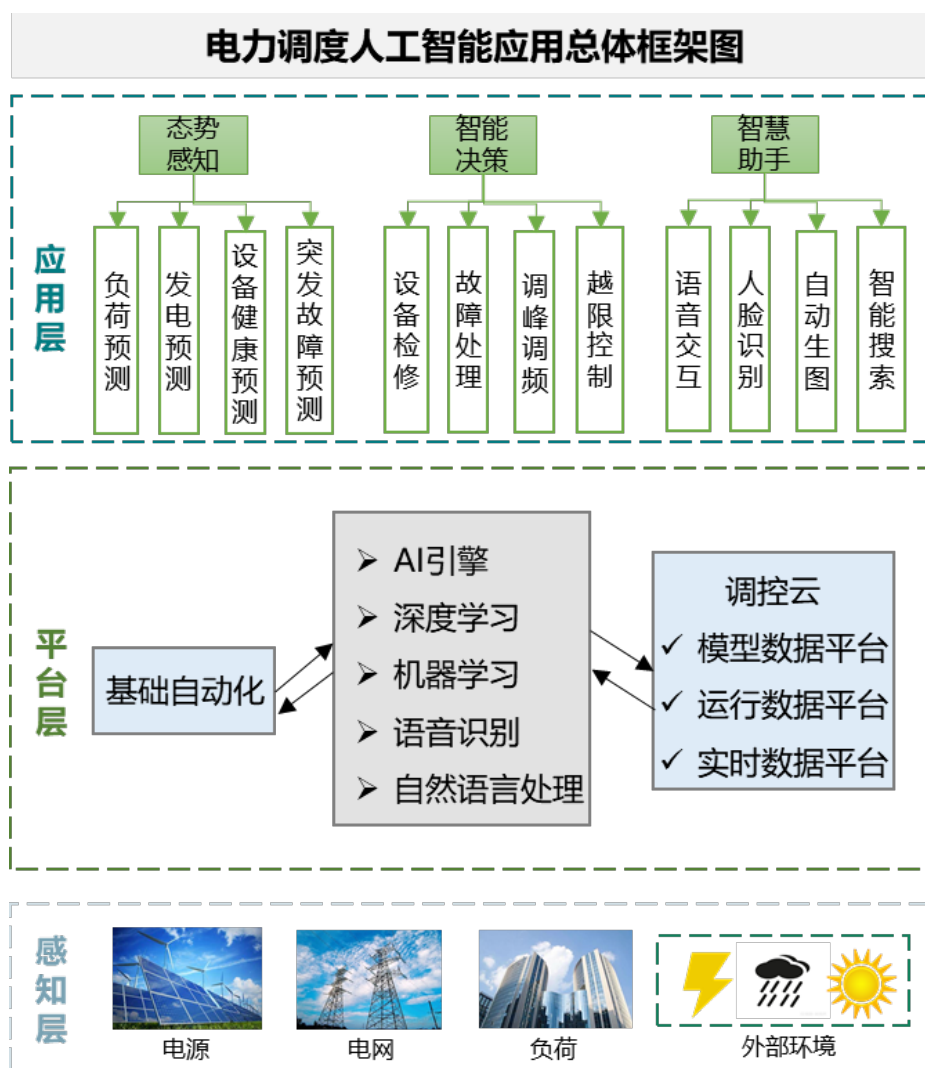 电力调度人工智能应用总体框架图
应用层
态势
感知
智能
决策
智慧
助手
负荷预测
发电预测
设备健康预测
突发故障预测
设备检修
故障处理
调峰调频
越限控制
语音交互
人脸识别
自动生图
智能搜索
平台层
基础自动化
➢ AI引擎
➢ 深度学习
➢ 机器学习
➢ 语音识别
➢ 自然语言处理
调控云
✓ 模型数据平台
✓ 运行数据平台
✓ 实时数据平台
感知层
电源
电网
负荷
外部环境